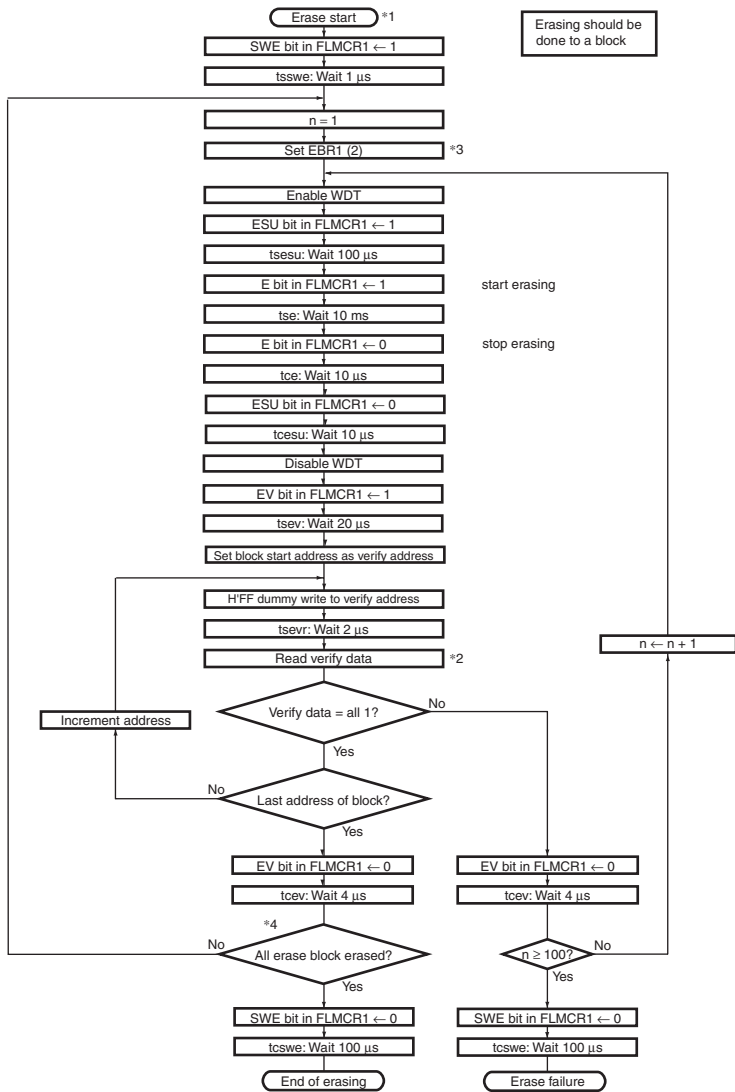 Erase start
*1
Erasing should be
done to a block
SWE bit in FLMCR1 ← 1
tsswe: Wait 1 μs
n = 1
Set EBR1 (2)
*3
Enable WDT
ESU bit in FLMCR1 ← 1
tsesu: Wait 100 μs
E bit in FLMCR1 ← 1
start erasing
tse: Wait 10 ms
E bit in FLMCR1 ← 0
stop erasing
tce: Wait 10 μs
ESU bit in FLMCR1 ← 0
tcesu: Wait 10 μs
Disable WDT
EV bit in FLMCR1 ← 1
tsev: Wait 20 μs
Set block start address as verify address
H'FF dummy write to verify address
tsevr: Wait 2 μs
n ← n + 1
Read verify data
*2
Increment address
Verify data = all 1?
No
Yes
No
Last address of block?
Yes
EV bit in FLMCR1 ← 0
EV bit in FLMCR1 ← 0
tcev: Wait 4 μs
tcev: Wait 4 μs
*4
No
All erase block erased?
n ≥ 100?
No
Yes
Yes
SWE bit in FLMCR1 ← 0
SWE bit in FLMCR1 ← 0
tcswe: Wait 100 μs
tcswe: Wait 100 μs
End of erasing
Erase failure